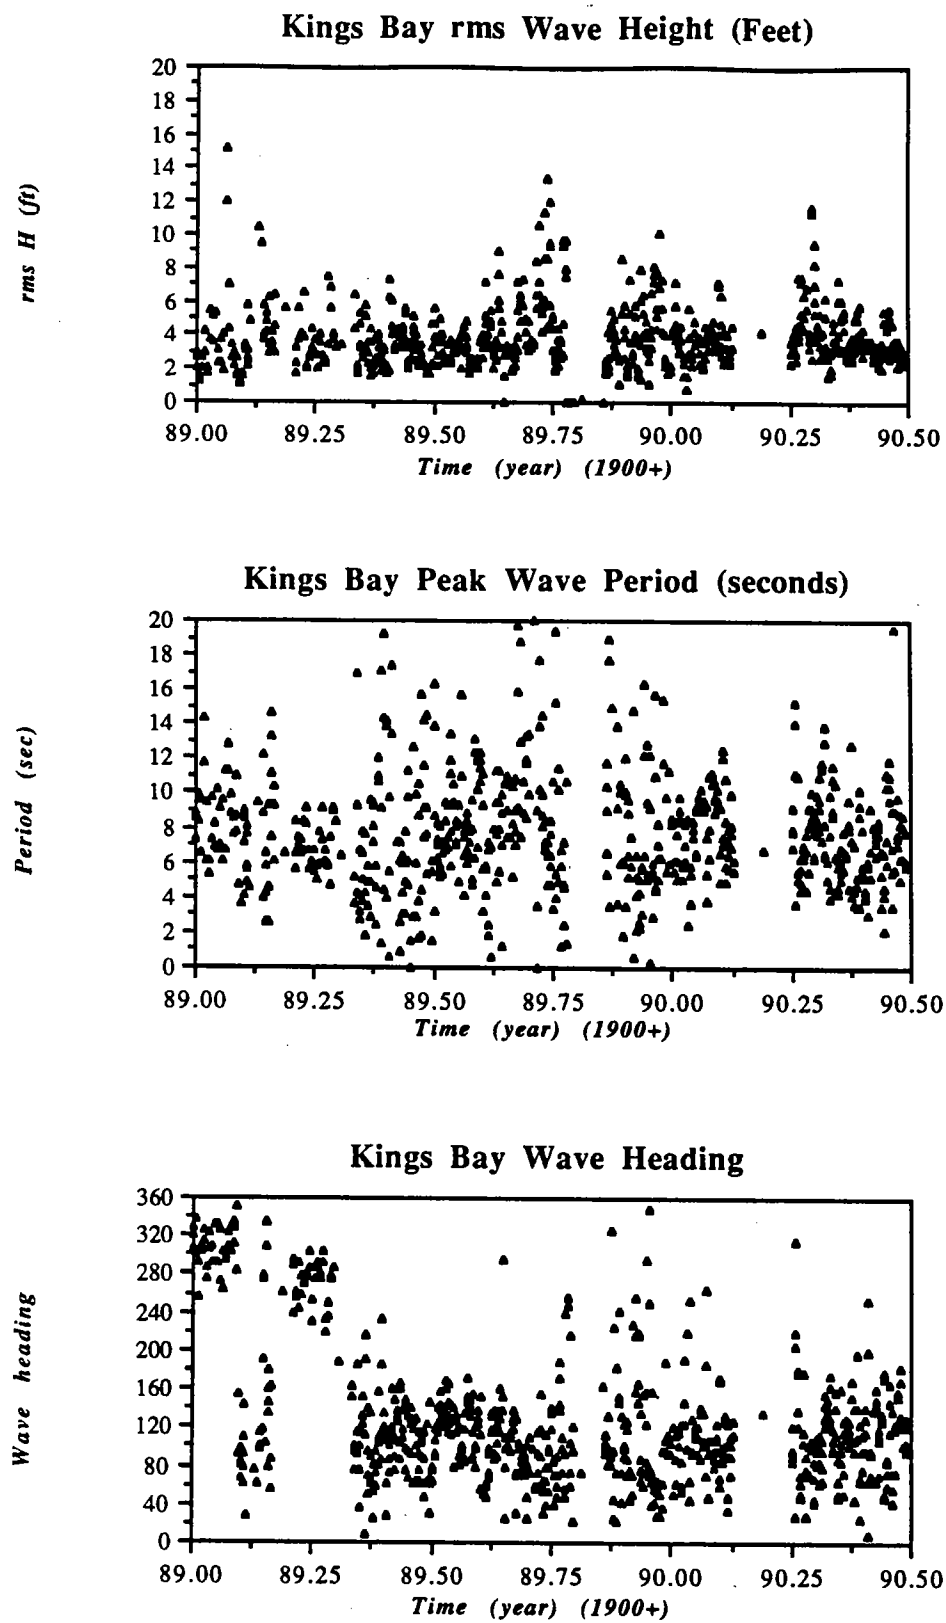 Kings Bay rms Wave Height (Feet)
rms H (ft)
20
18
16
14
12
10
8
6
4
2
0
89.00 89.25 89.50 89.75 90.00 90.25 90.50
Time (year) (1900+)
Kings Bay Peak Wave Period (seconds)
Period (sec)
20
18
16
14
12
10
8
6
4
2
0
89.00 89.25 89.50 89.75 90.00 90.25 90.50
Time (year) (1900+)
Kings Bay Wave Heading
Wave heading
360
320
280
240
200
160
120
80
40
0
89.00 89.25 89.50 89.75 90.00 90.25 90.50
Time (year) (1900+)